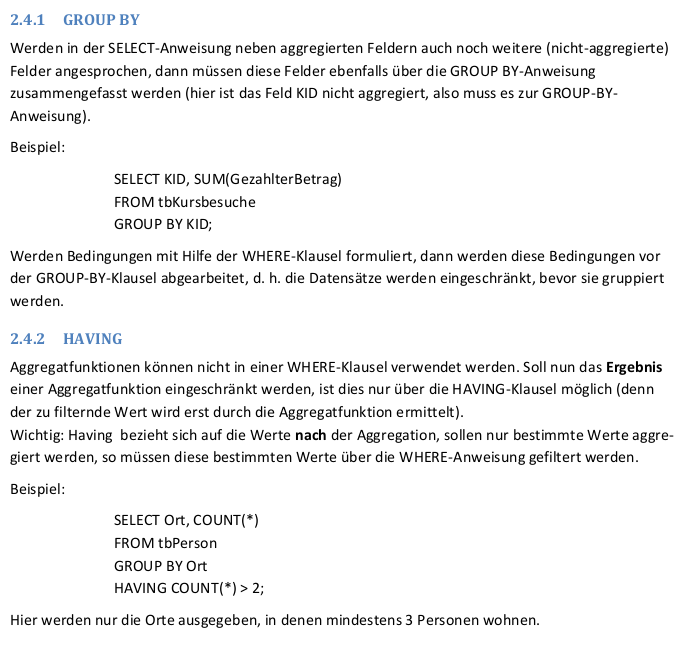 2.4.1 GROUP BY
Werden in der SELECT-Anweisung neben aggregierten Feldern auch noch weitere (nicht-aggregierte)
Felder angesprochen, dann müssen diese Felder ebenfalls über die GROUP BY-Anweisung
zusammengefasst werden (hier ist das Feld KID nicht aggregiert, also muss es zur GROUP-BY-
Anweisung).
Beispiel:
SELECT KID, SUM(GezahlterBetrag)
FROM tbKursbesuche
GROUP BY KID;
Werden Bedingungen mit Hilfe der WHERE-Klausel formuliert, dann werden diese Bedingungen vor
der GROUP-BY-Klausel abgearbeitet, d. h. die Datensätze werden eingeschränkt, bevor sie gruppiert
werden.
2.4.2 HAVING
Aggregatfunktionen können nicht in einer WHERE-Klausel verwendet werden. Soll nun das Ergebnis
einer Aggregatfunktion eingeschränkt werden, ist dies nur über die HAVING-Klausel möglich (denn
der zu filternde Wert wird erst durch die Aggregatfunktion ermittelt).
Wichtig: Having bezieht sich auf die Werte nach der Aggregation, sollen nur bestimmte Werte aggre-
giert werden, so müssen diese bestimmten Werte über die WHERE-Anweisung gefiltert werden.
Beispiel:
SELECT Ort, COUNT(*)
FROM tbPerson
GROUP BY Ort
HAVING COUNT(*) > 2;
Hier werden nur die Orte ausgegeben, in denen mindestens 3 Personen wohnen.